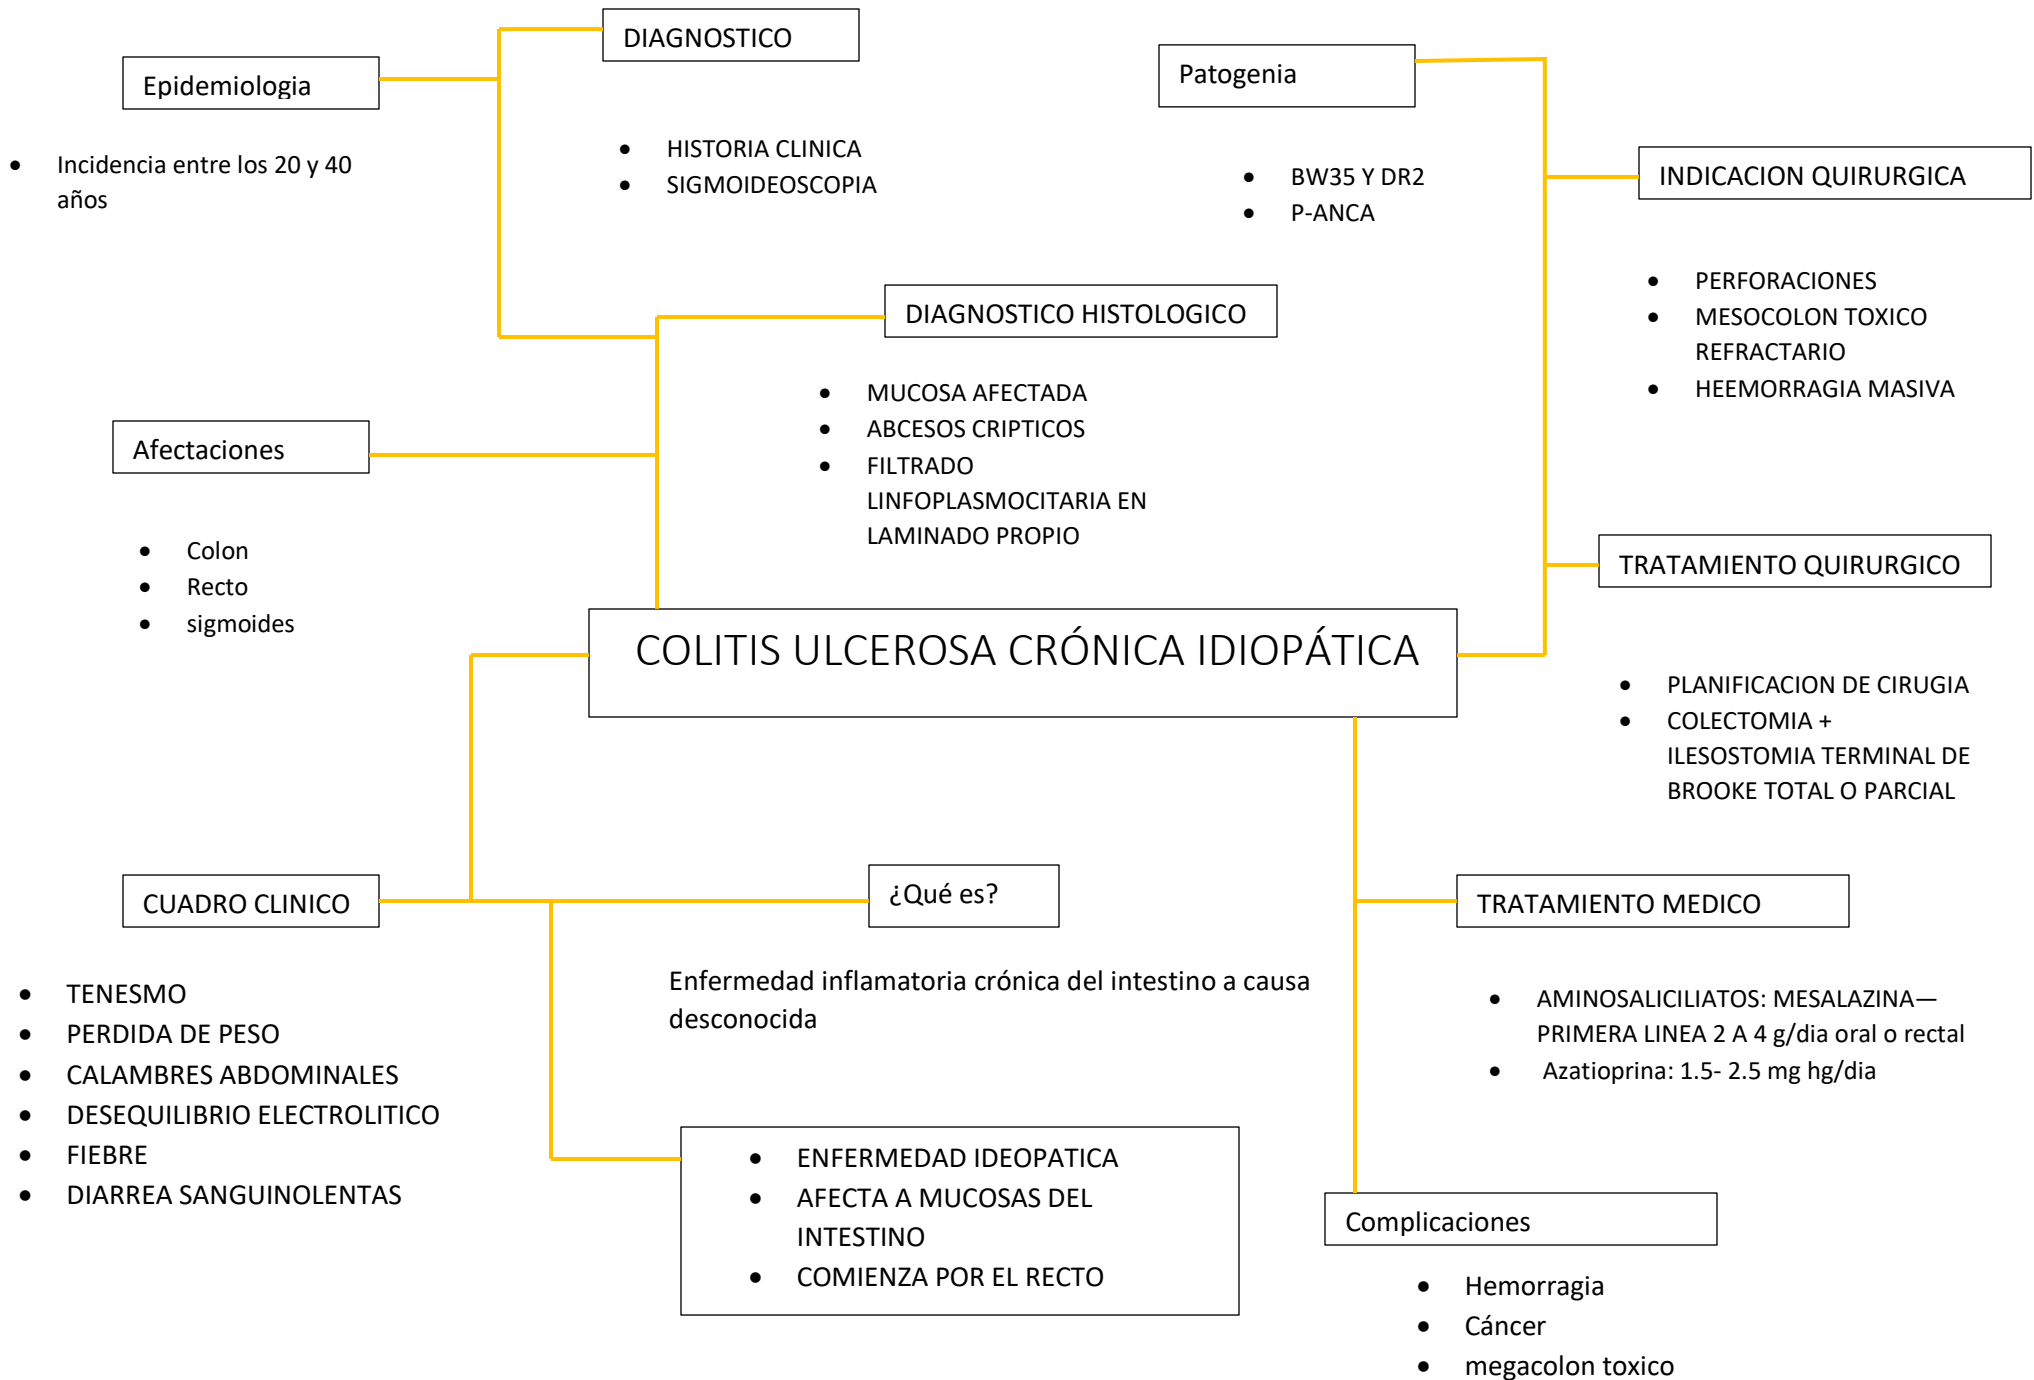 DIAGNOSTICO
Epidemiologia
Patogenia
• Incidencia entre los 20 y 40
años
• HISTORIA CLINICA
• SIGMOIDEOSCOPIA
• BW35 Y DR2
• P-ANCA
INDICACION QUIRURGICA
• PERFORACIONES
• MESOCOLON TOXICO
REFRACTARIO
• HEEMORRAGIA MASIVA
DIAGNOSTICO HISTOLOGICO
• MUCOSA AFECTADA
• ABCESOS CRIPTICOS
• FILTRADO
LINFOPLASMOCITARIA EN
LAMINADO PROPIO
Afectaciones
• Colon
• Recto
• sigmoides
TRATAMIENTO QUIRURGICO
COLITIS ULCEROSA CRÓNICA IDIOPÁTICA
• PLANIFICACION DE CIRUGIA
• COLECTOMIA +
ILESOSTOMIA TERMINAL DE
BROOKE TOTAL O PARCIAL
CUADRO CLINICO
• TENESMO
• PERDIDA DE PESO
• CALAMBRES ABDOMINALES
• DESEQUILIBRIO ELECTROLITICO
• FIEBRE
• DIARREA SANGUINOLENTAS
¿Qué es?
Enfermedad inflamatoria crónica del intestino a causa
desconocida
• ENFERMEDAD IDEOPATICA
• AFECTA A MUCOSAS DEL
INTESTINO
• COMIENZA POR EL RECTO
TRATAMIENTO MEDICO
• AMINOSALICILIATOS: MESALAZINA—
PRIMERA LINEA 2 A 4 g/dia oral o rectal
• Azatioprina: 1.5- 2.5 mg hg/dia
Complicaciones
• Hemorragia
• Cáncer
• megacolon toxico